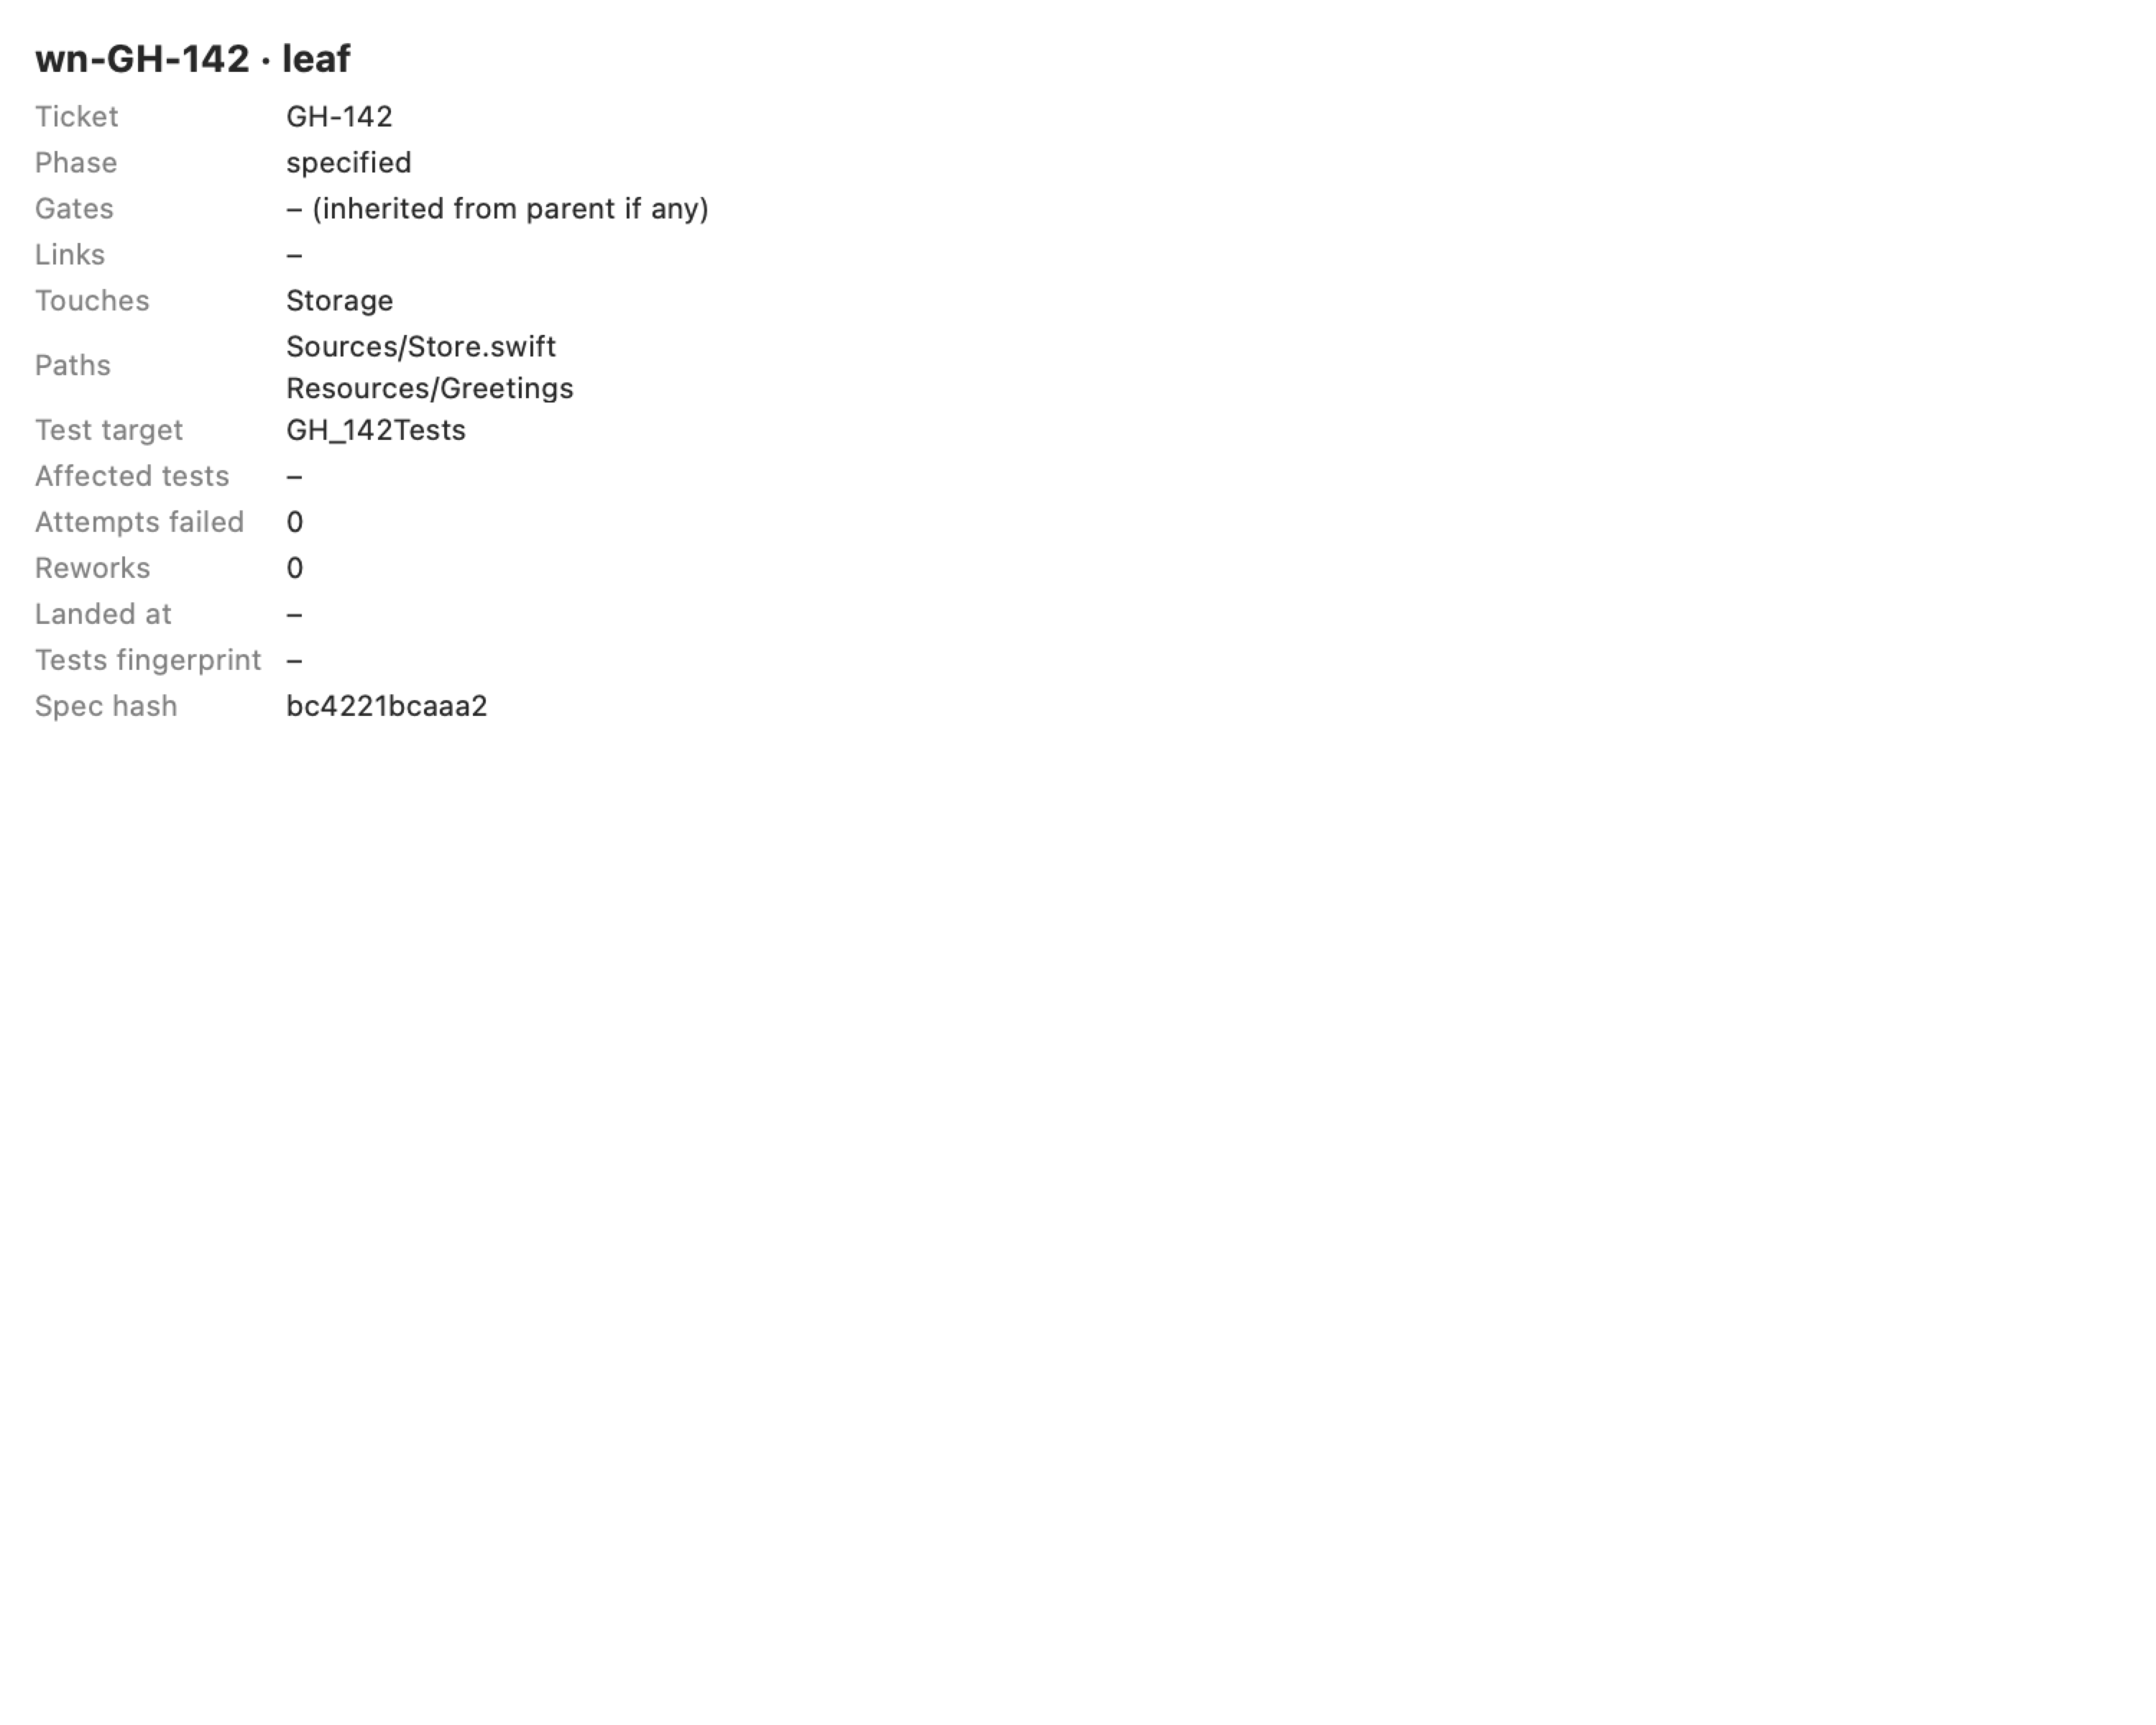 wn-GH-142 · leaf
Ticket GH-142
Phase specified
Gates – (inherited from parent if any)
Links –
Touches Storage
Paths Sources/Store.swift
Resources/Greetings
Test target GH_142Tests
Affected tests –
Attempts failed 0
Reworks 0
Landed at –
Tests fingerprint –
Spec hash bc4221bcaaa2